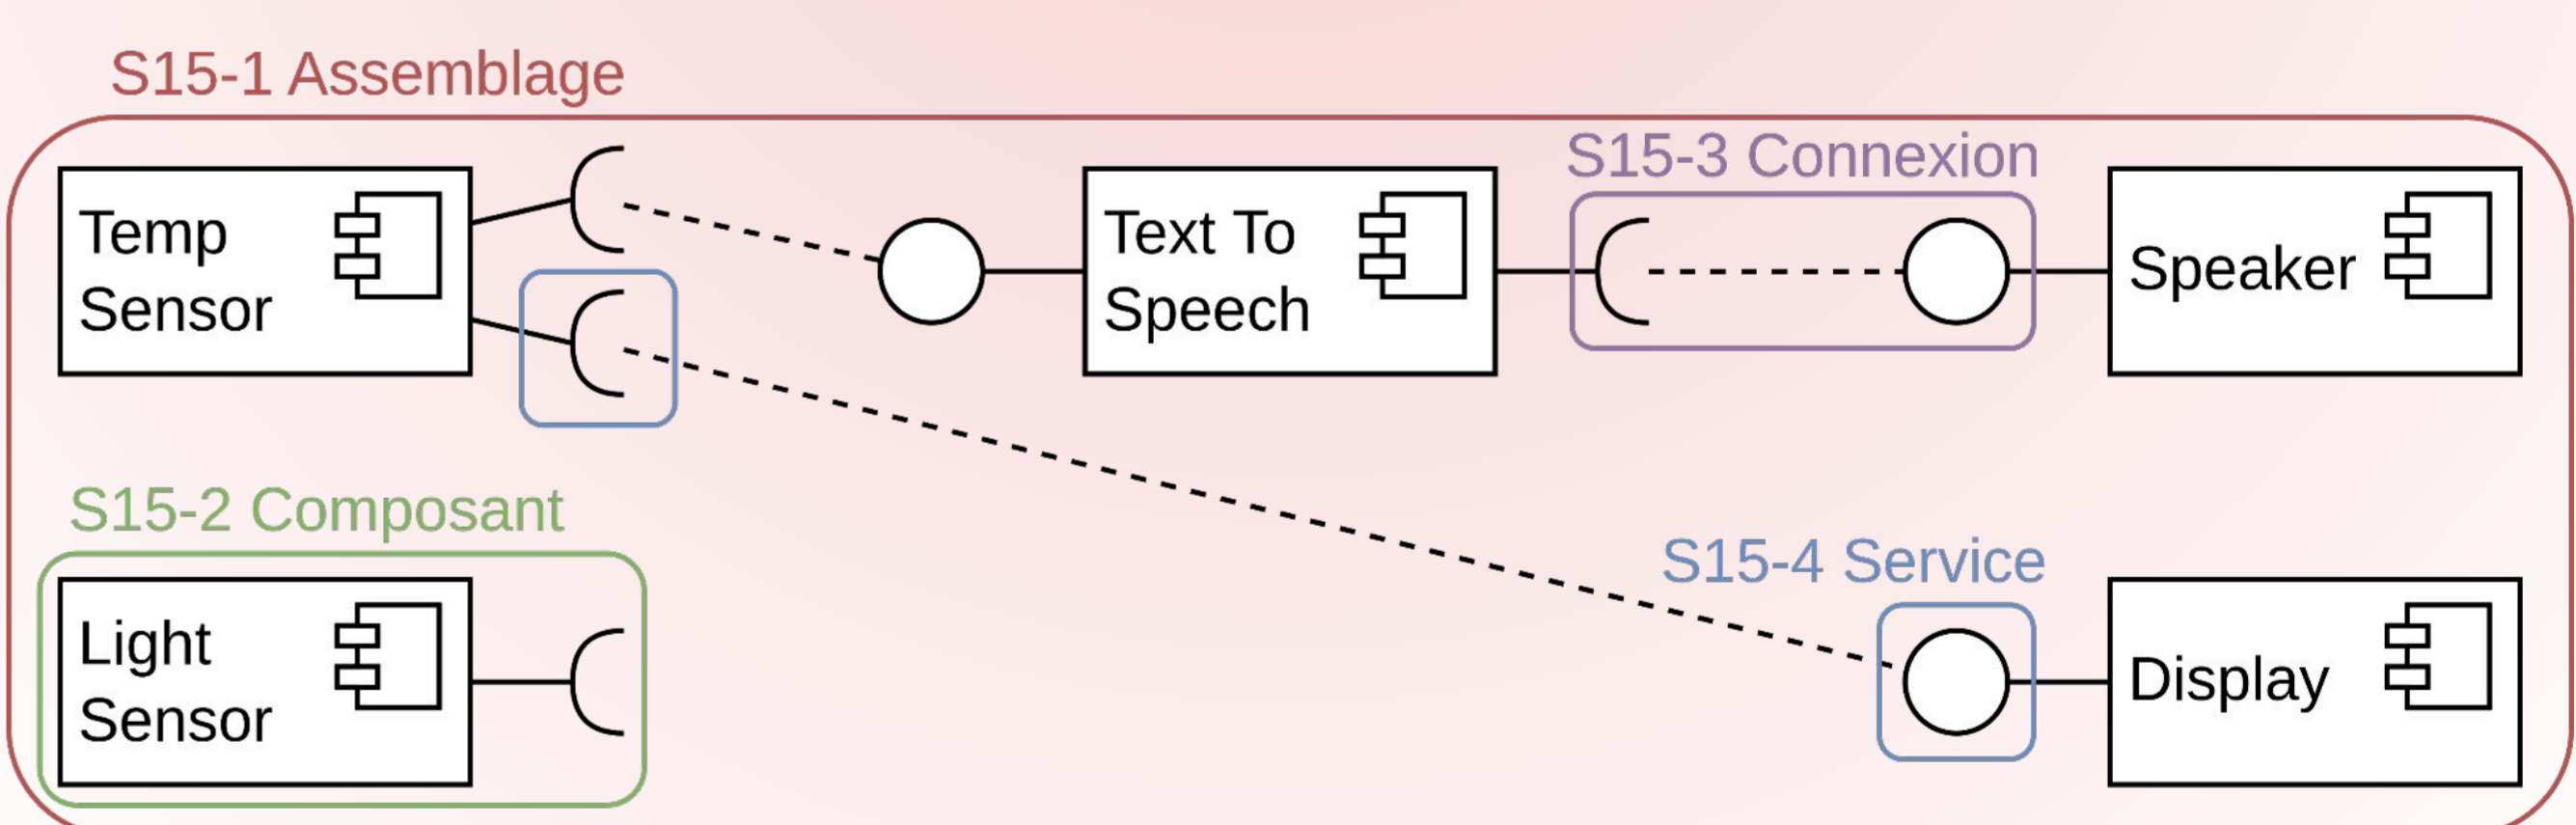 S15-1 Assemblage
S15-3 Connexion
Temp
Sensor
Text To
Speech
Speaker
S15-2 Composant
S15-4 Service
Light
Sensor
Display